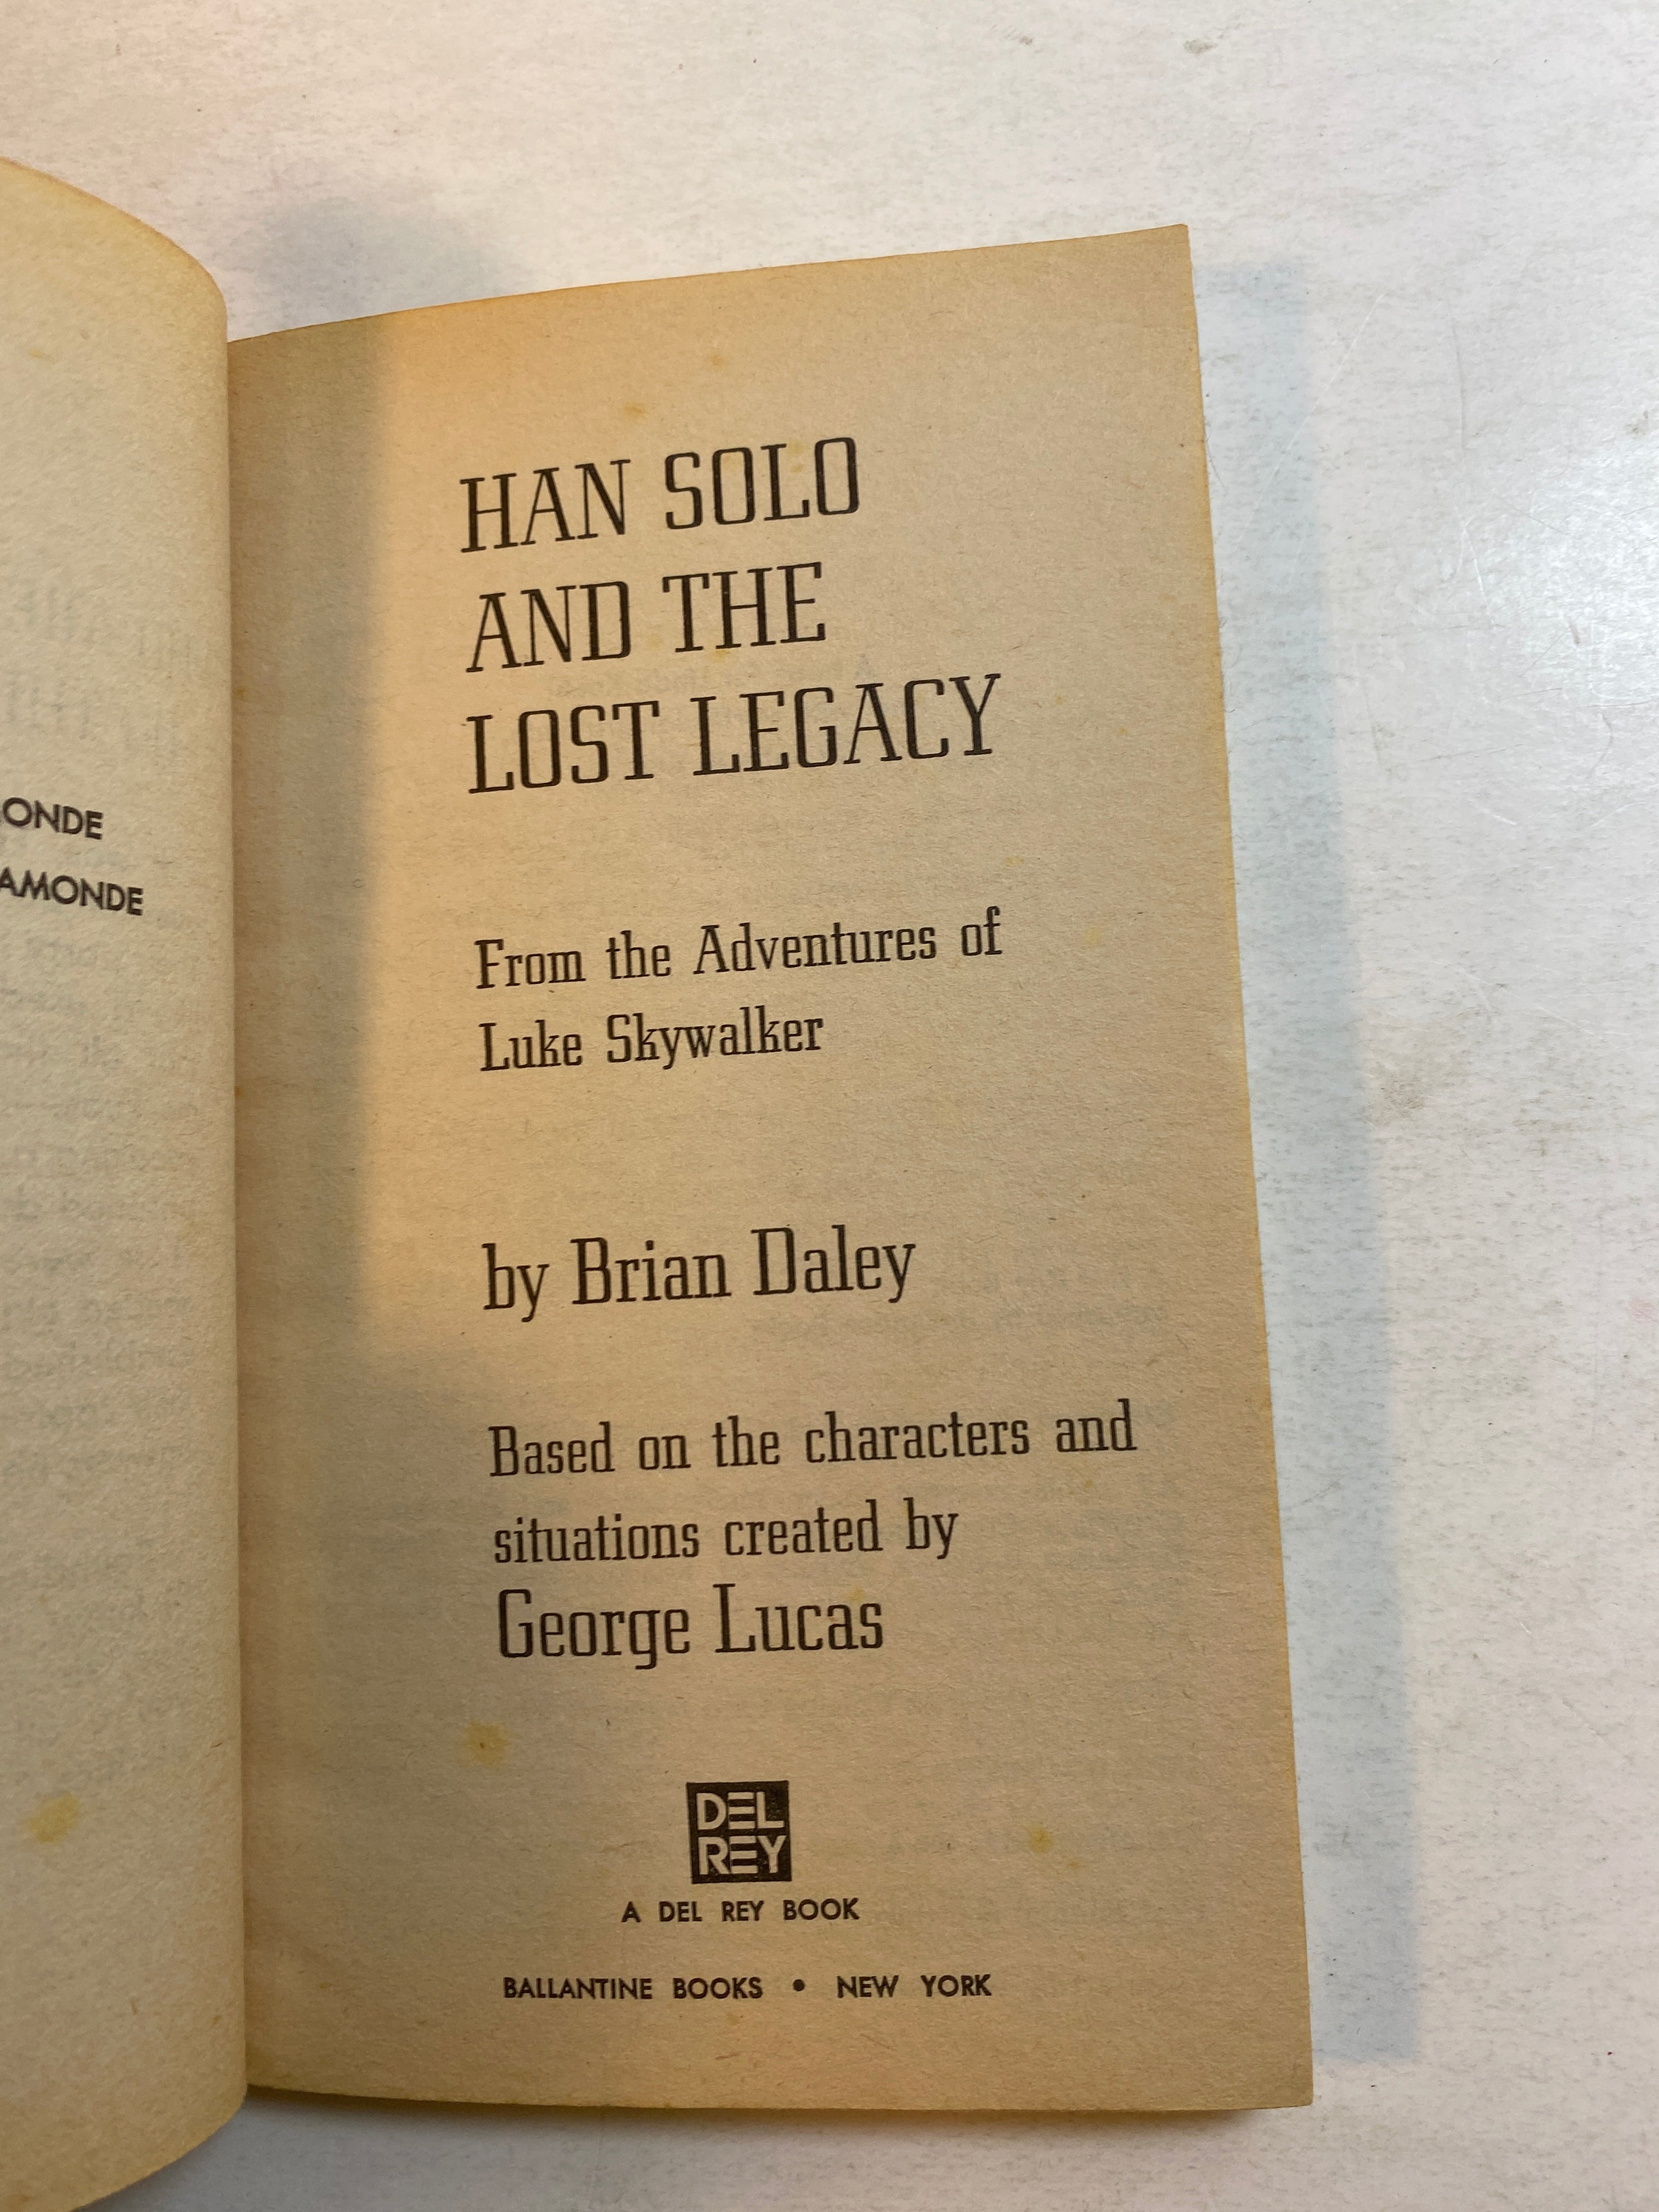 ONDE
AMONDE
HAN SOLO
AND THE
LOST LEGACY
From the Adventures of
Luke Skywalker
by Brian Daley
Based on the characters and
situations created by
George Lucas
DEL
REY
A DEL REY BOOK
BALLANTINE BOOKS • NEW YORK